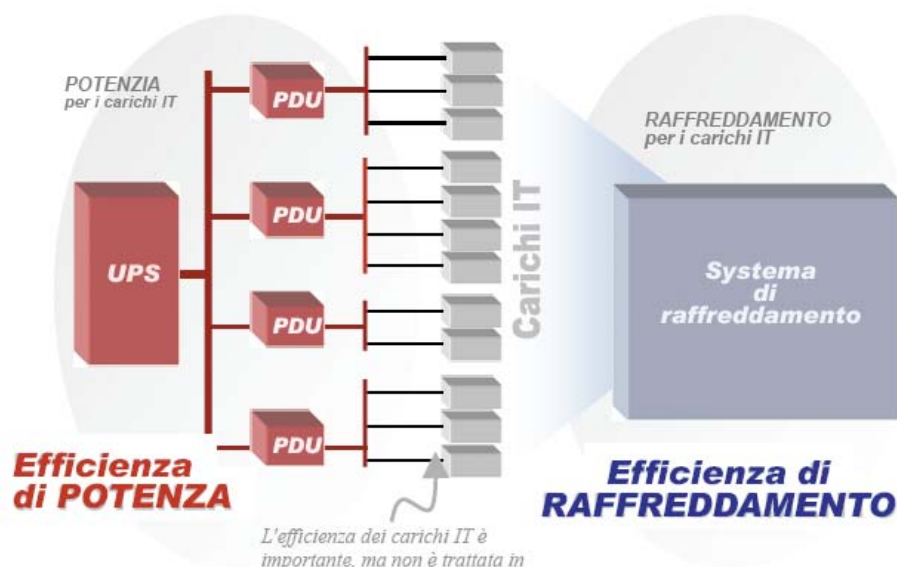 POTENZIA
per i carichi IT
PDU
PDU
PDU
PDU
UPS
Carichi IT
RAFFREDDAMENTO
per i carichi IT
Systema
di
raffreddamento
Efficienza
di POTENZA
Efficienza di
RAFFREDDAMENTO
L'efficienza dei carichi IT è
importante, ma non è trattata in